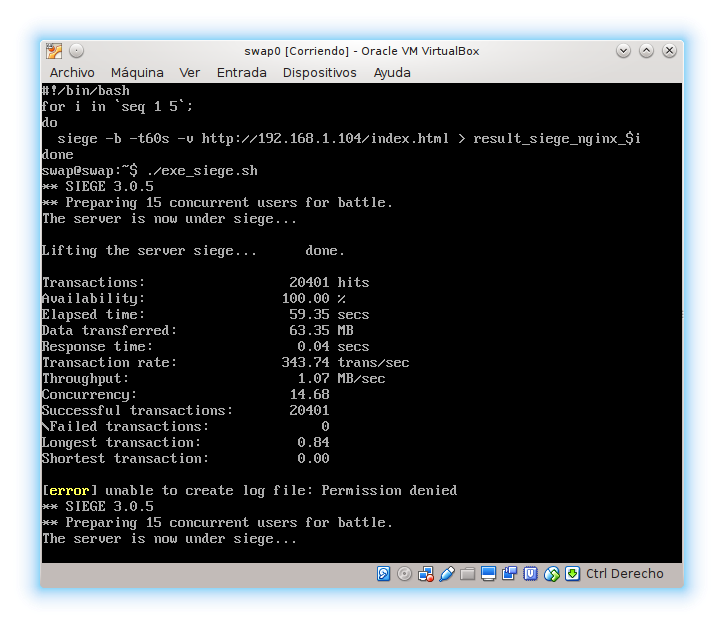 swap0 [Corriendo] - Oracle VM VirtualBox
Archivo Máquina Ver Entrada Dispositivos Ayuda
#!/bin/bash
for i in `seq 1 5`;
do
  siege -b -t60s -v http://192.168.1.104/index.html > result_siege_nginx_$i
done
swap@swap:~$ ./exe_siege.sh
** SIEGE 3.0.5
** Preparing 15 concurrent users for battle.
The server is now under siege...
Lifting the server siege...      done.
Transactions:                  20401 hits
Availability:                 100.00 %
Elapsed time:                  59.35 secs
Data transferred:              63.35 MB
Response time:                  0.04 secs
Transaction rate:             343.74 trans/sec
Throughput:                     1.07 MB/sec
Concurrency:                   14.68
Successful transactions:       20401
\Failed transactions:              0
Longest transaction:            0.84
Shortest transaction:           0.00
[error] unable to create log file: Permission denied
** SIEGE 3.0.5
** Preparing 15 concurrent users for battle.
The server is now under siege...
Ctrl Derecho